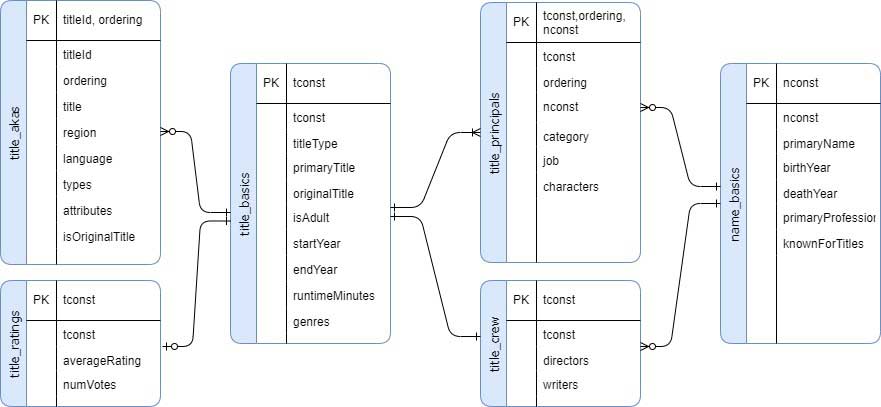 title_akas
PK titleId, ordering
titleId
ordering
title
region
language
types
attributes
isOriginalTitle
title_ratings
PK tconst
tconst
averageRating
numVotes
title_basics
PK tconst
tconst
titleType
primaryTitle
originalTitle
isAdult
startYear
endYear
runtimeMinutes
genres
title_principals
PK tconst,ordering,
nconst
tconst
ordering
nconst
category
job
characters
title_crew
PK tconst
tconst
directors
writers
name_basics
PK nconst
nconst
primaryName
birthYear
deathYear
primaryProfession
knownForTitles